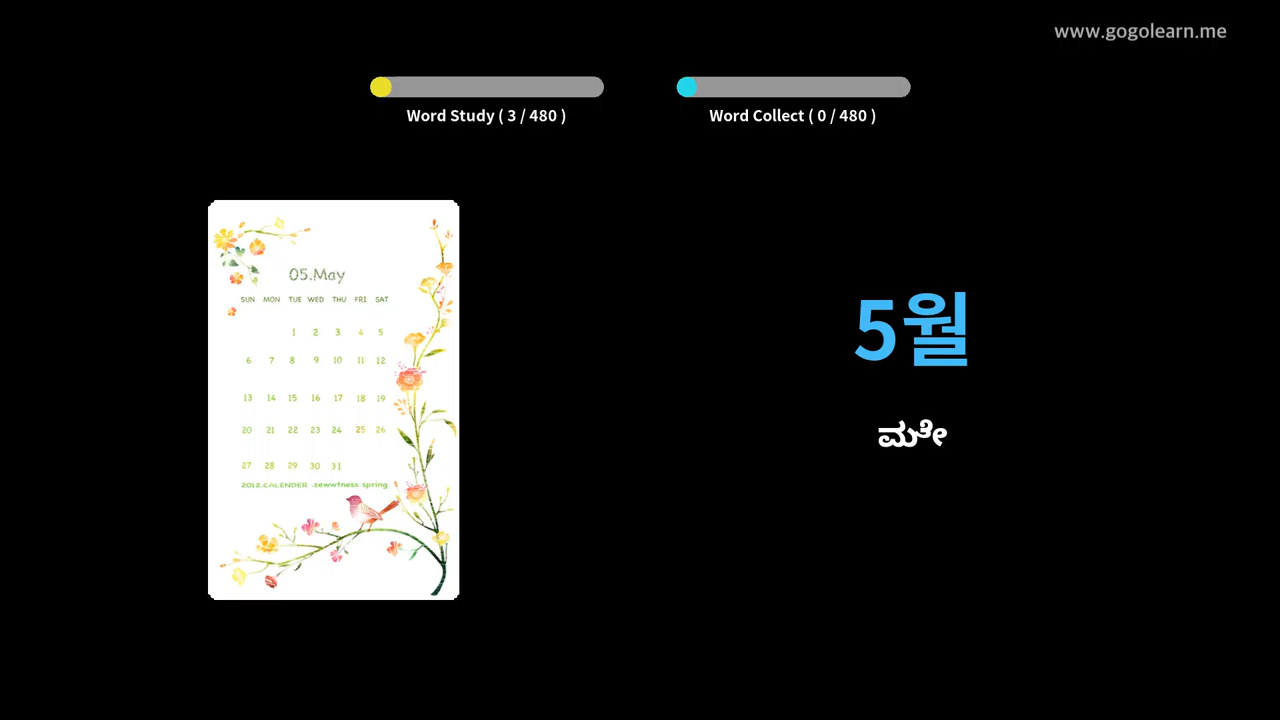 www.gogolearn.me
Word Study ( 3 / 480 )
Word Collect ( 0 / 480 )
05.May
SUN MON TUE WED THU FRI SAT
1 2 3 4 5
6 7 8 9 10 11 12
13 14 15 16 17 18 19
20 21 22 23 24 25 26
27 28 29 30 31
2012.CALENDER .sewwtness spring
5월
ಮೇ